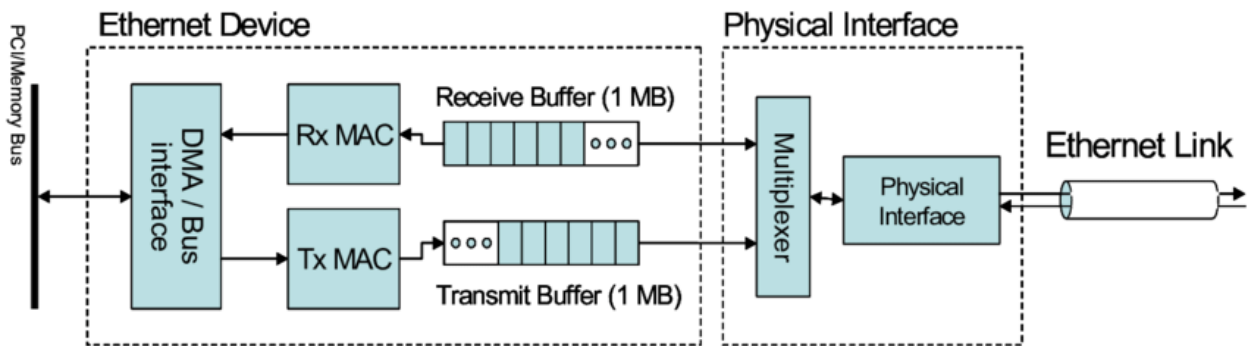 Ethernet Device
Physical Interface
PCI/Memory Bus
DMA / Bus
interface
Rx MAC
Receive Buffer (1 MB)
Tx MAC
Transmit Buffer (1 MB)
Multiplexer
Physical
Interface
Ethernet Link